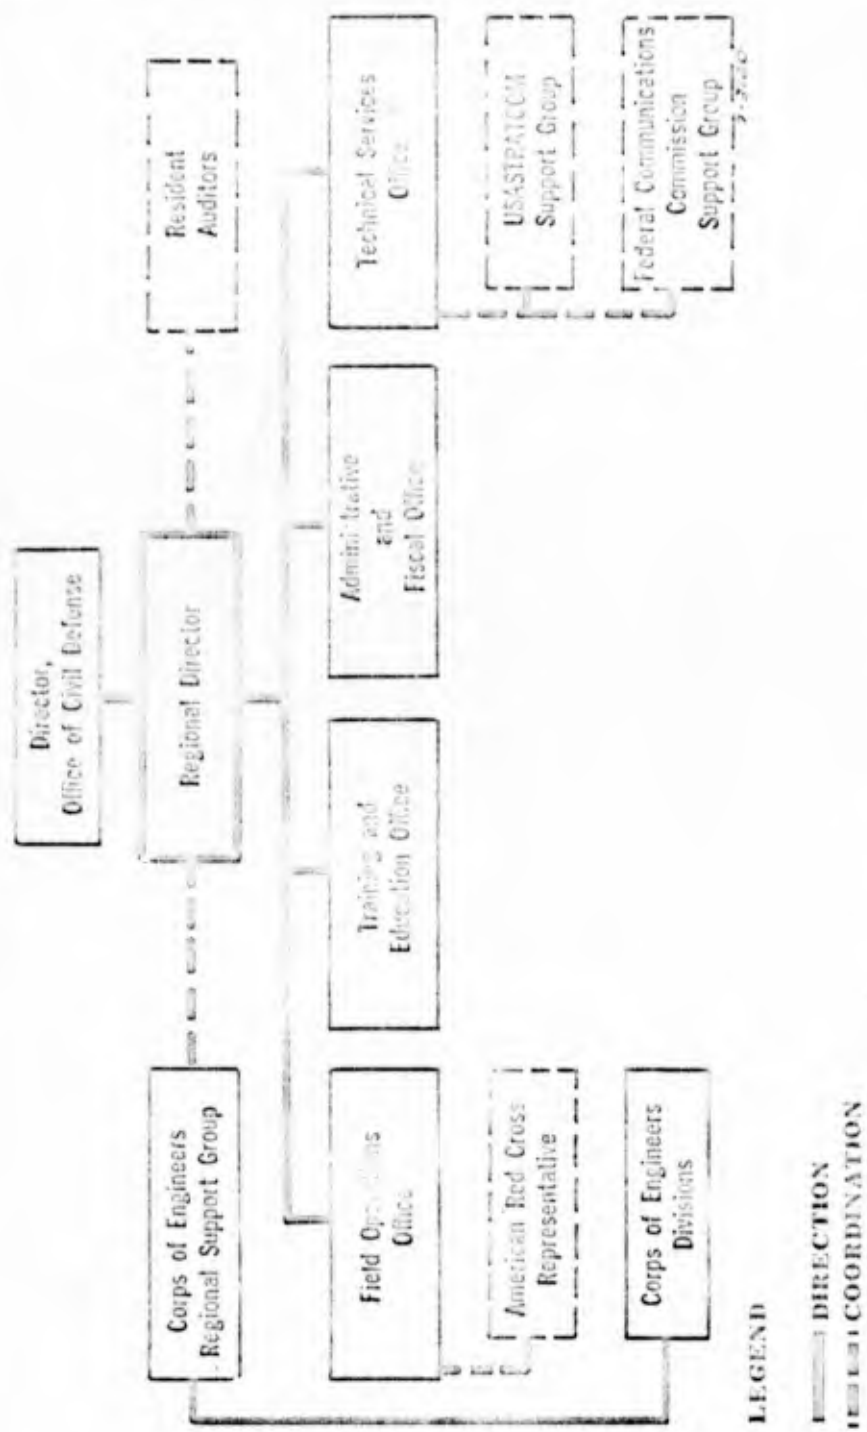 Director,
Office of Civil Defense
Corps of Engineers
Regional Support Group
Regional Director
Resident
Auditors
Field Operations
Office
Training and
Education Office
Admini trative
and
Fiscal Office
Technical Services
Office
American Red Cross
Representative
USASTRATCOM
Support Group
Corps of Engineers
Divisions
Federal Communications
Commission
Support Group
LEGEND
DIRECTION
COORDINATION